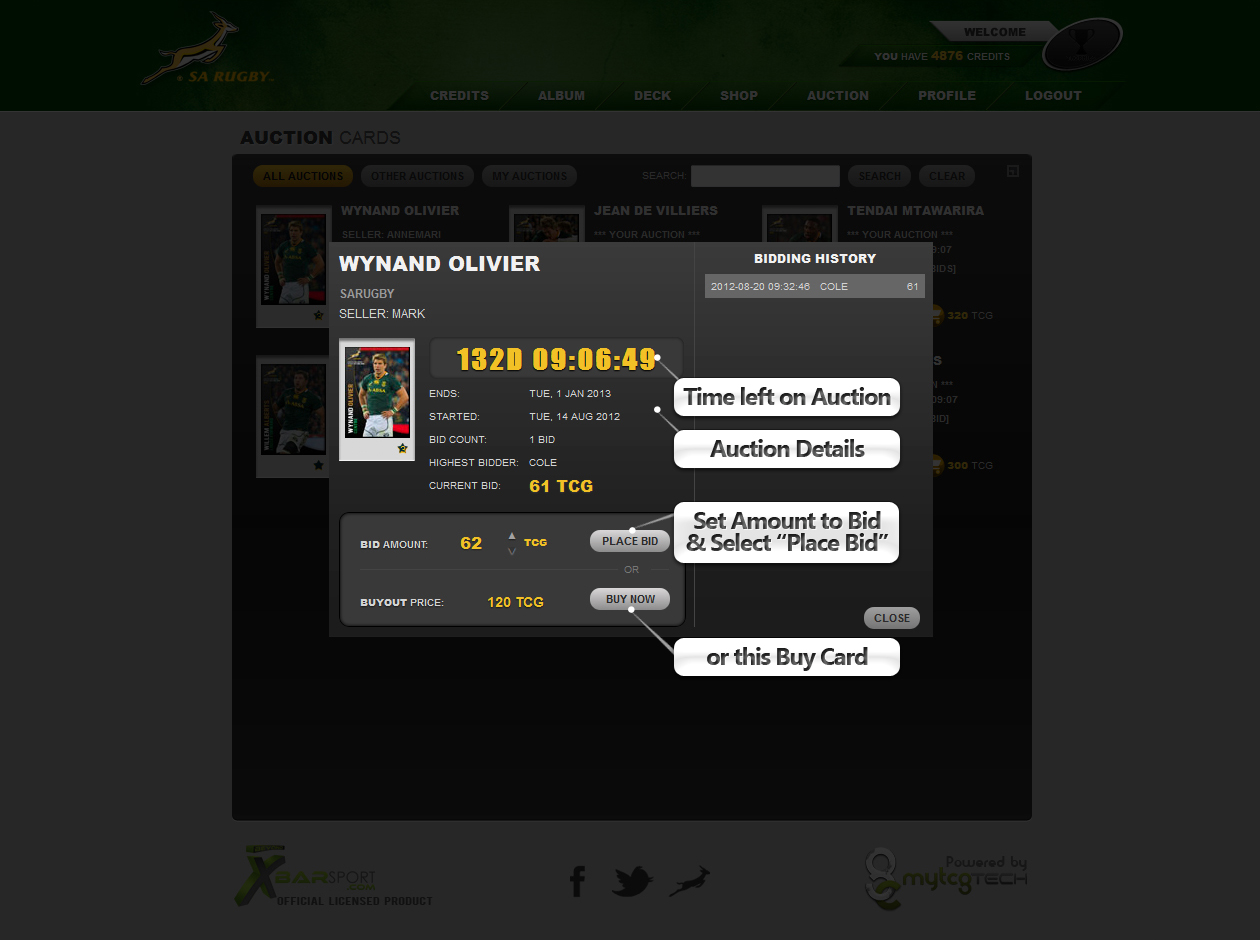 SA RUGBY
WELCOME
YOU HAVE 4876 CREDITS
CREDITS ALBUM DECK SHOP AUCTION PROFILE LOGOUT
AUCTION CARDS
ALL AUCTIONS OTHER AUCTIONS MY AUCTIONS SEARCH: SEARCH CLEAR
WYNAND OLIVIER JEAN DE VILLIERS TENDAI MTAWARIRA
SELLER: ANNEMARI *** YOUR AUCTION *** *** YOUR AUCTION ***
WYNAND OLIVIER
SARUGBY
SELLER: MARK
WYNAND OLIVIER
132D 09:06:49
ENDS: TUE, 1 JAN 2013
STARTED: TUE, 14 AUG 2012
BID COUNT: 1 BID
HIGHEST BIDDER: COLE
CURRENT BID: 61 TCG
BID AMOUNT: 62 TCG PLACE BID
OR
BUYOUT PRICE: 120 TCG BUY NOW
BIDDING HISTORY
2012-08-20 09:32:46 COLE 61
Time left on Auction
Auction Details
Set Amount to Bid
& Select “Place Bid”
or this Buy Card
CLOSE
09:07
BIDS]
320 TCG
S
N ***
09:07
BID]
300 TCG
WYNAND OLIVIER
WILLEM ALBERTS
XBARSPORT
.COM
OFFICIAL LICENSED PRODUCT
Powered by
mytcgTECH